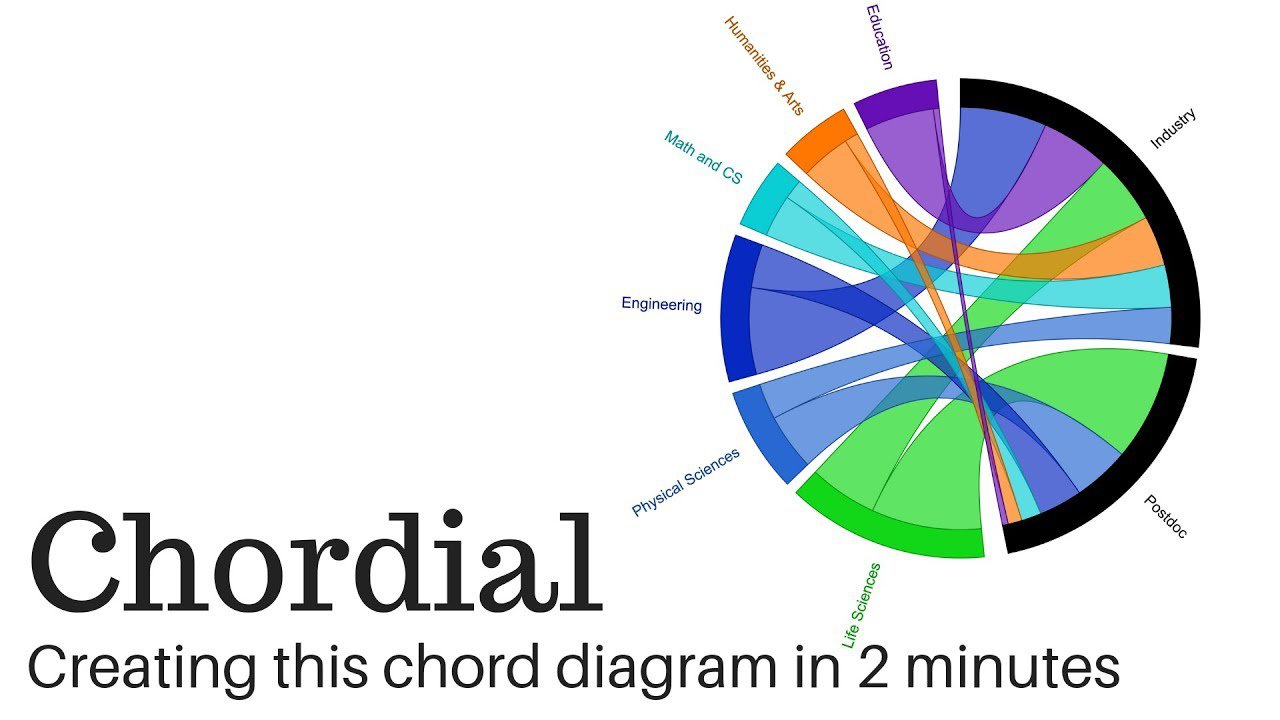 Education
Humanities & Arts
Industry
Math and CS
Engineering
Physical Sciences
Postdoc
Life Sciences
Chordial
Creating this chord diagram in 2 minutes